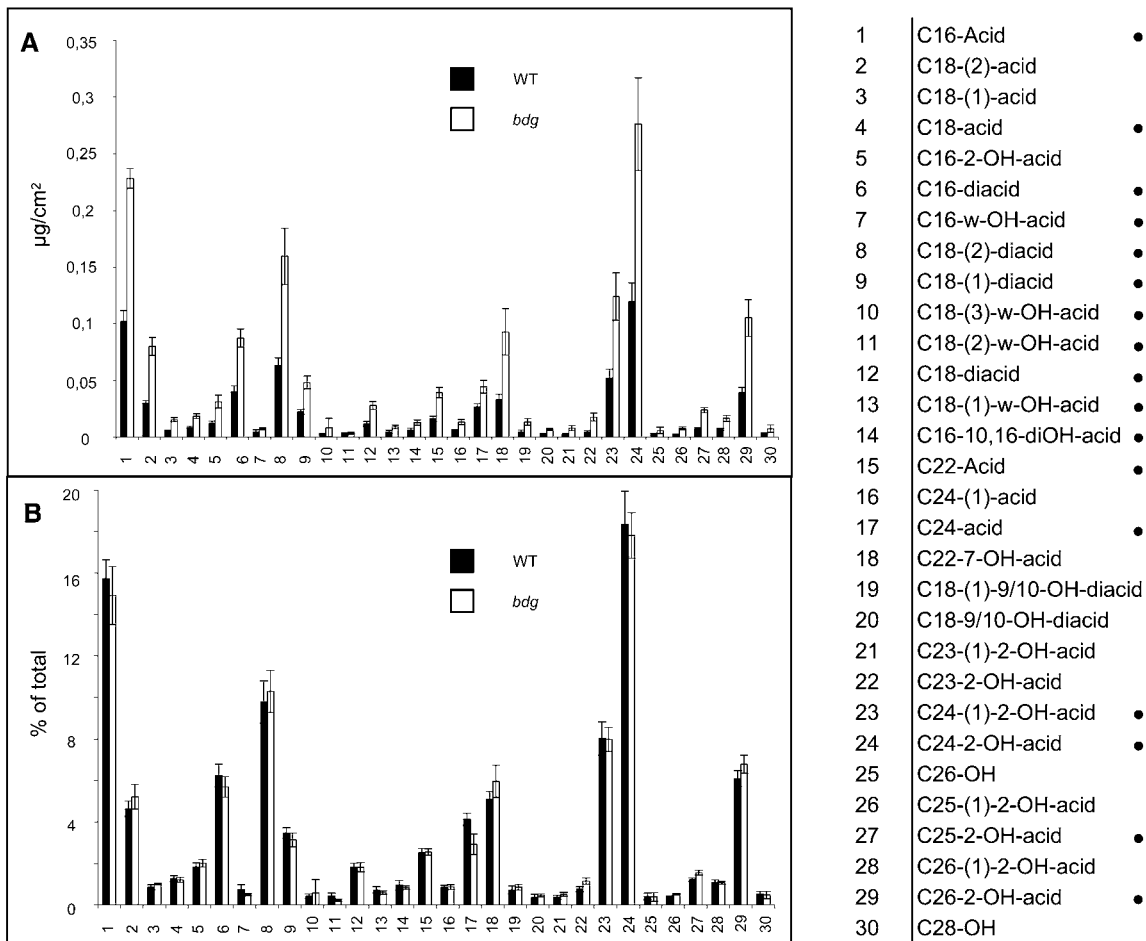 A
0,35
0,3
0,25
0,2
0,15
0,1
0,05
0
µg/cm²
WT
bdg
1 2 3 4 5 6 7 8 9 10 11 12 13 14 15 16 17 18 19 20 21 22 23 24 25 26 27 28 29 30
B
20
16
12
8
4
0
% of total
WT
bdg
1 2 3 4 5 6 7 8 9 10 11 12 13 14 15 16 17 18 19 20 21 22 23 24 25 26 27 28 29 30
1 C16-Acid •
2 C18-(2)-acid
3 C18-(1)-acid
4 C18-acid •
5 C16-2-OH-acid
6 C16-diacid •
7 C16-w-OH-acid •
8 C18-(2)-diacid •
9 C18-(1)-diacid •
10 C18-(3)-w-OH-acid •
11 C18-(2)-w-OH-acid •
12 C18-diacid •
13 C18-(1)-w-OH-acid •
14 C16-10,16-diOH-acid •
15 C22-Acid •
16 C24-(1)-acid
17 C24-acid •
18 C22-7-OH-acid
19 C18-(1)-9/10-OH-diacid
20 C18-9/10-OH-diacid
21 C23-(1)-2-OH-acid
22 C23-2-OH-acid
23 C24-(1)-2-OH-acid •
24 C24-2-OH-acid •
25 C26-OH
26 C25-(1)-2-OH-acid
27 C25-2-OH-acid •
28 C26-(1)-2-OH-acid
29 C26-2-OH-acid •
30 C28-OH